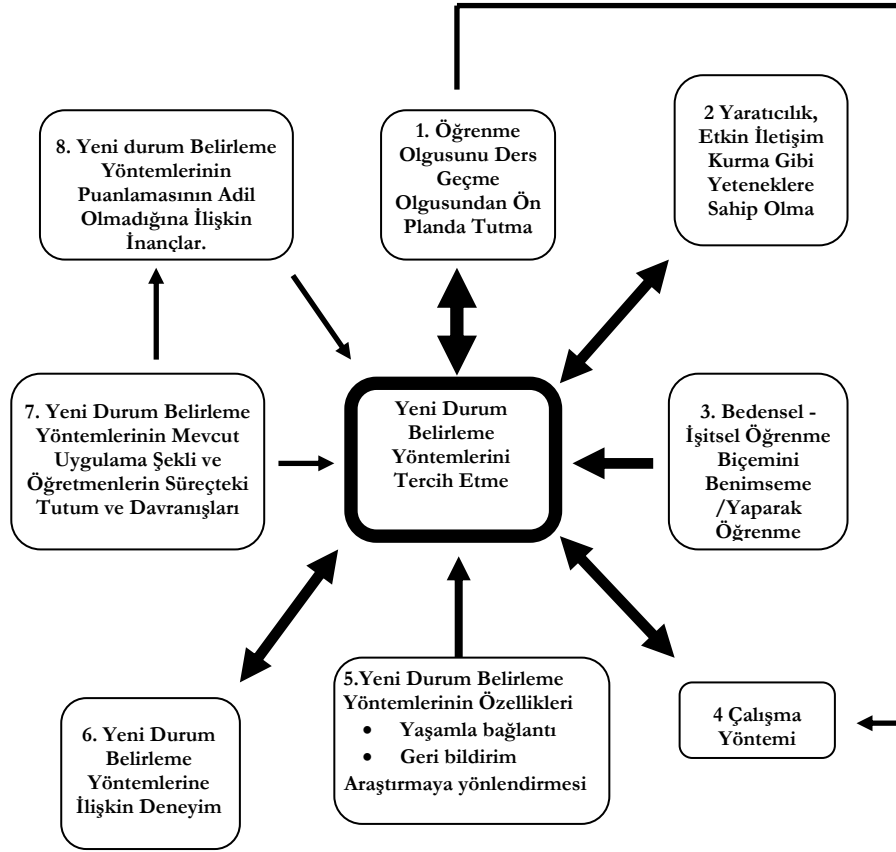 8. Yeni durum Belirleme
Yöntemlerinin
Puanlamasının Adil
Olmadığına İlişkin
İnançlar.
1. Öğrenme
Olgusunu Ders
Geçme
Olgusundan Ön
Planda Tutma
2 Yaratıcılık,
Etkin İletişim
Kurma Gibi
Yeteneklere
Sahip Olma
7. Yeni Durum Belirleme
Yöntemlerinin Mevcut
Uygulama Şekli ve
Öğretmenlerin Süreçteki
Tutum ve Davranışları
Yeni Durum
Belirleme
Yöntemlerini
Tercih Etme
3. Bedensel -
İşitsel Öğrenme
Biçemini
Benimseme
/Yaparak
Öğrenme
6. Yeni Durum
Belirleme
Yöntemlerine
İlişkin Deneyim
5.Yeni Durum Belirleme
Yöntemlerinin Özellikleri
• Yaşamla bağlantı
• Geri bildirim
Araştırmaya yönlendirmesi
4 Çalışma
Yöntemi